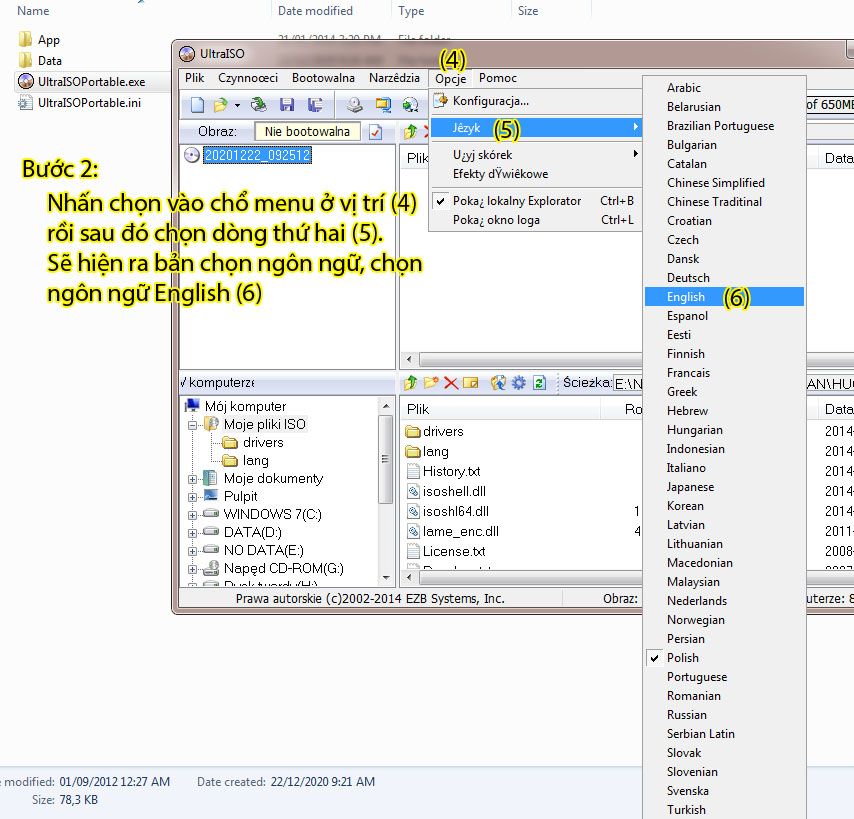 Name Date modified Type Size
App
Data
UltraISOPortable.exe
UltraISOPortable.ini
21/01/2014 3:20 PM File folder
UltraISO
(4)
Plik Czynnoœci Bootowalna Narzêdzia Opcje Pomoc
Konfiguracja...
Jêzyk (5)
U¿yj skórek
Efekty dŸwiêkowe
Poka¿ lokalny Explorator Ctrl+B
Poka¿ okno loga Ctrl+L
of 650MB
Obraz: Nie bootowalna
20201222_092512
Plik
Data
Bước 2:
Nhấn chọn vào chổ menu ở vị trí (4)
rồi sau đó chọn dòng thứ hai (5).
Sẽ hiện ra bản chọn ngôn ngữ, chọn
ngôn ngữ English (6)
Arabic
Belarusian
Brazilian Portuguese
Bulgarian
Catalan
Chinese Simplified
Chinese Traditinal
Croatian
Czech
Dansk
Deutsch
English (6)
Espanol
Eesti
Finnish
Francais
Greek
Hebrew
Hungarian
Indonesian
Italiano
Japanese
Korean
Latvian
Lithuanian
Macedonian
Malaysian
Nederlands
Norwegian
Persian
Polish
Portuguese
Romanian
Russian
Serbian Latin
Slovak
Slovenian
Svenska
Turkish
komputerze
Mój komputer
Moje pliki ISO
drivers
lang
Moje dokumenty
Pulpit
WINDOWS 7(C:)
DATA(D:)
NO DATA(E:)
Napęd CD-ROM(G:)
Ścieżka: E:\N
AN\HU
Plik Ro Data
drivers 2014-
lang 2014-
History.txt 2014-
isoshell.dll 2014-
isoshl64.dll 1 2014-
lame_enc.dll 4 2011-
License.txt 2008-
Prawa autorskie (c)2002-2014 EZB Systems, Inc. Obraz: uterze: 8
modified: 01/09/2012 12:27 AM Date created: 22/12/2020 9:21 AM
Size: 78,3 KB